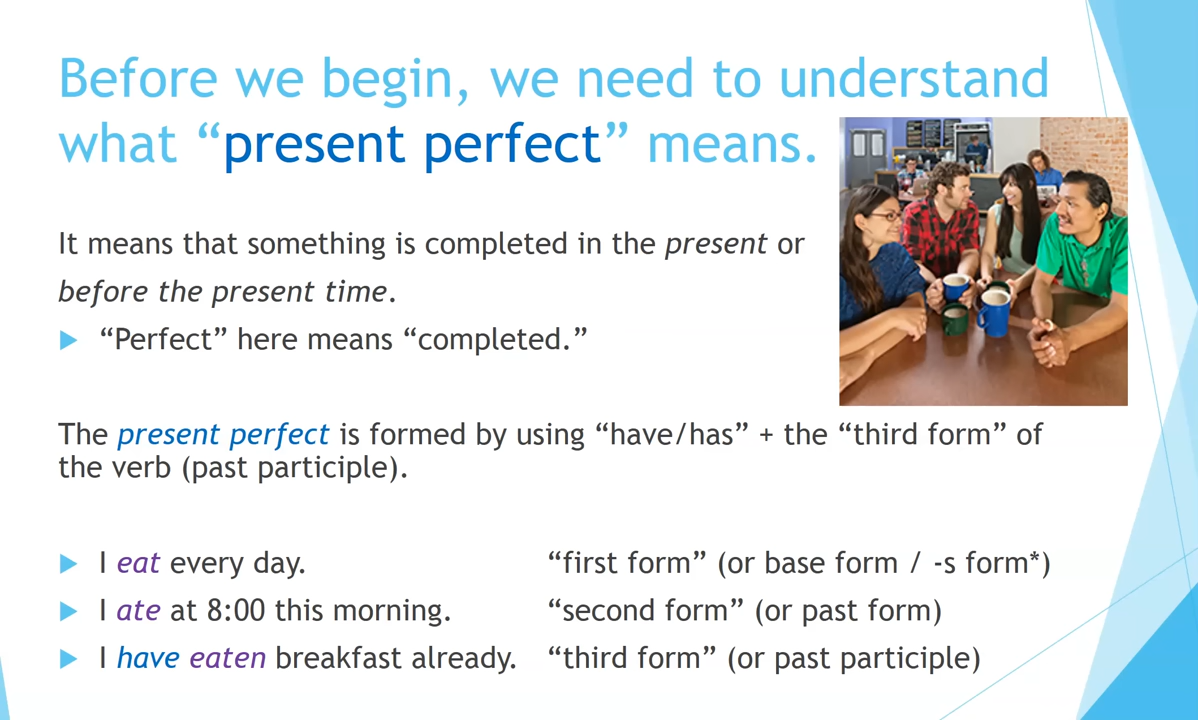 Before we begin, we need to understand
what “present perfect” means.
It means that something is completed in the present or
before the present time.
“Perfect” here means “completed.”
The present perfect is formed by using “have/has” + the “third form” of
the verb (past participle).
I eat every day. “first form” (or base form / -s form*)
I ate at 8:00 this morning. “second form” (or past form)
I have eaten breakfast already. “third form” (or past participle)